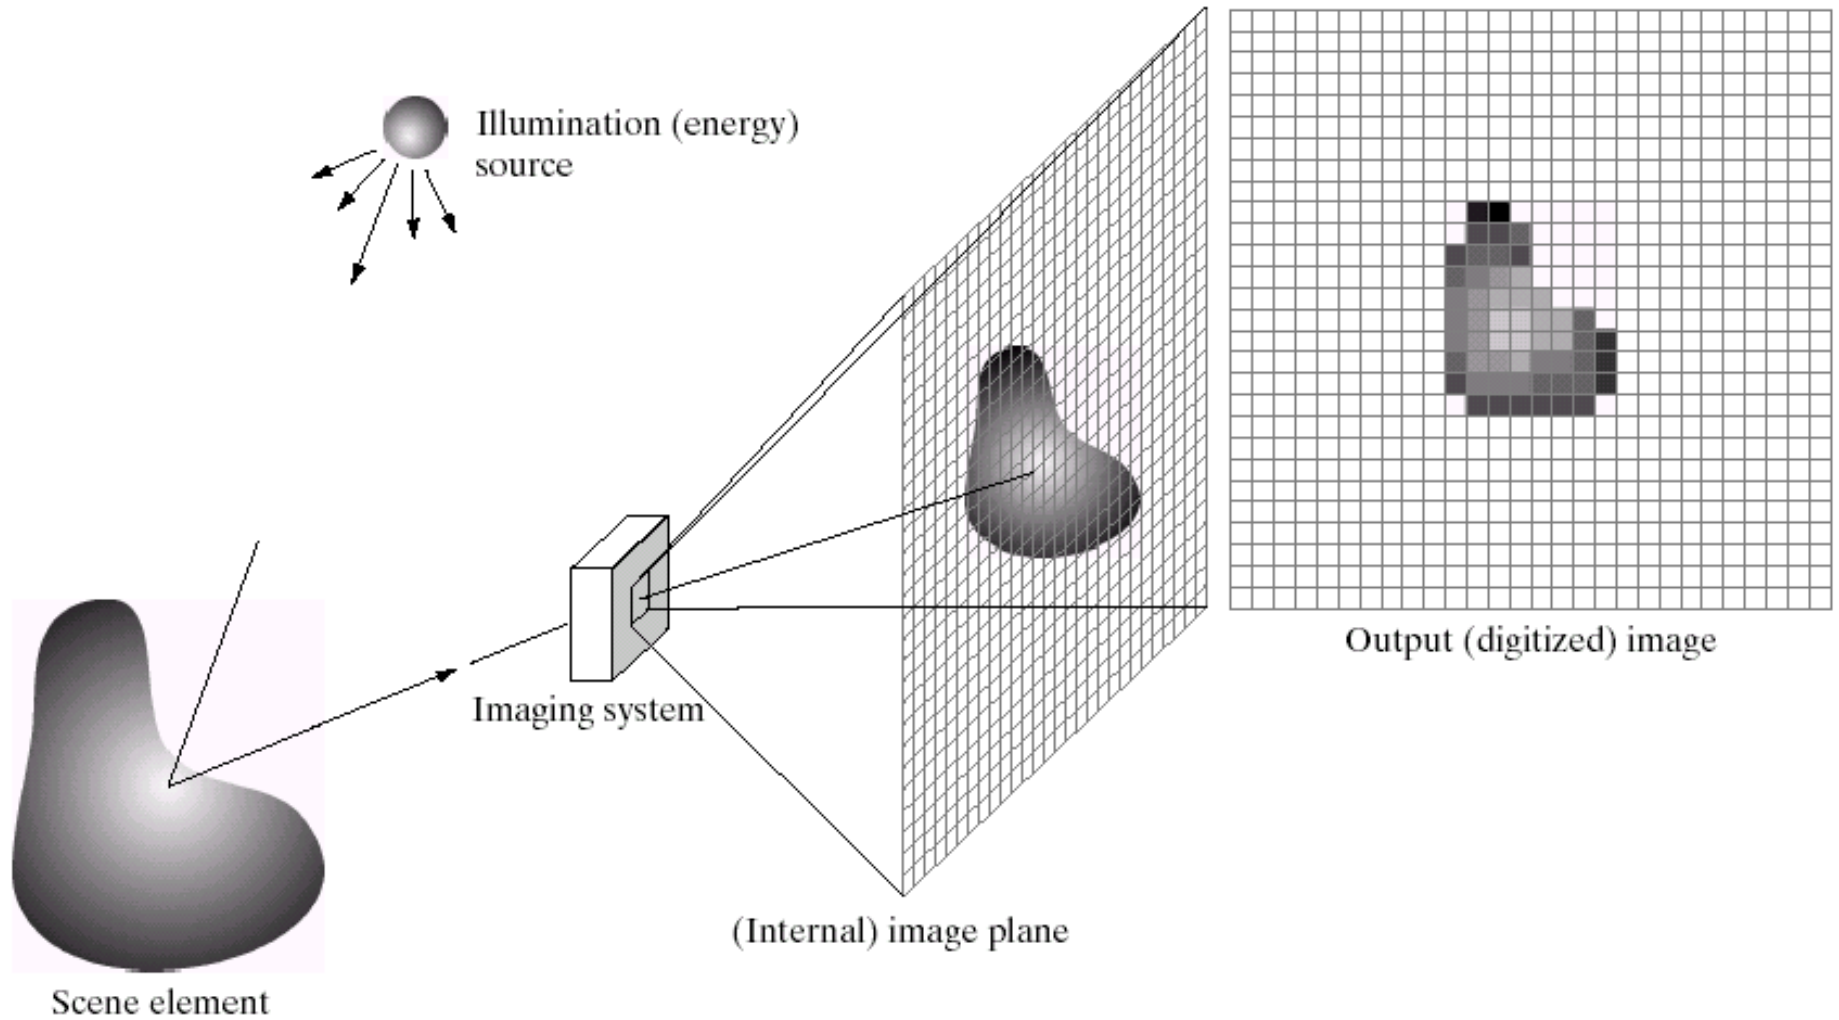 Illumination (energy)
source
Output (digitized) image
Imaging system
(Internal) image plane
Scene element